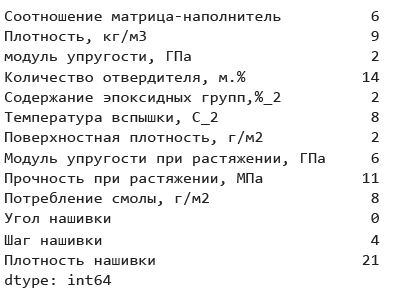 Соотношение матрица-наполнитель 6
Плотность, кг/м3 9
модуль упругости, ГПа 2
Количество отвердителя, м.% 14
Содержание эпоксидных групп,%_2 2
Температура вспышки, С_2 8
Поверхностная плотность, г/м2 2
Модуль упругости при растяжении, ГПа 6
Прочность при растяжении, МПа 11
Потребление смолы, г/м2 8
Угол нашивки 0
Шаг нашивки 4
Плотность нашивки 21
dtype: int64